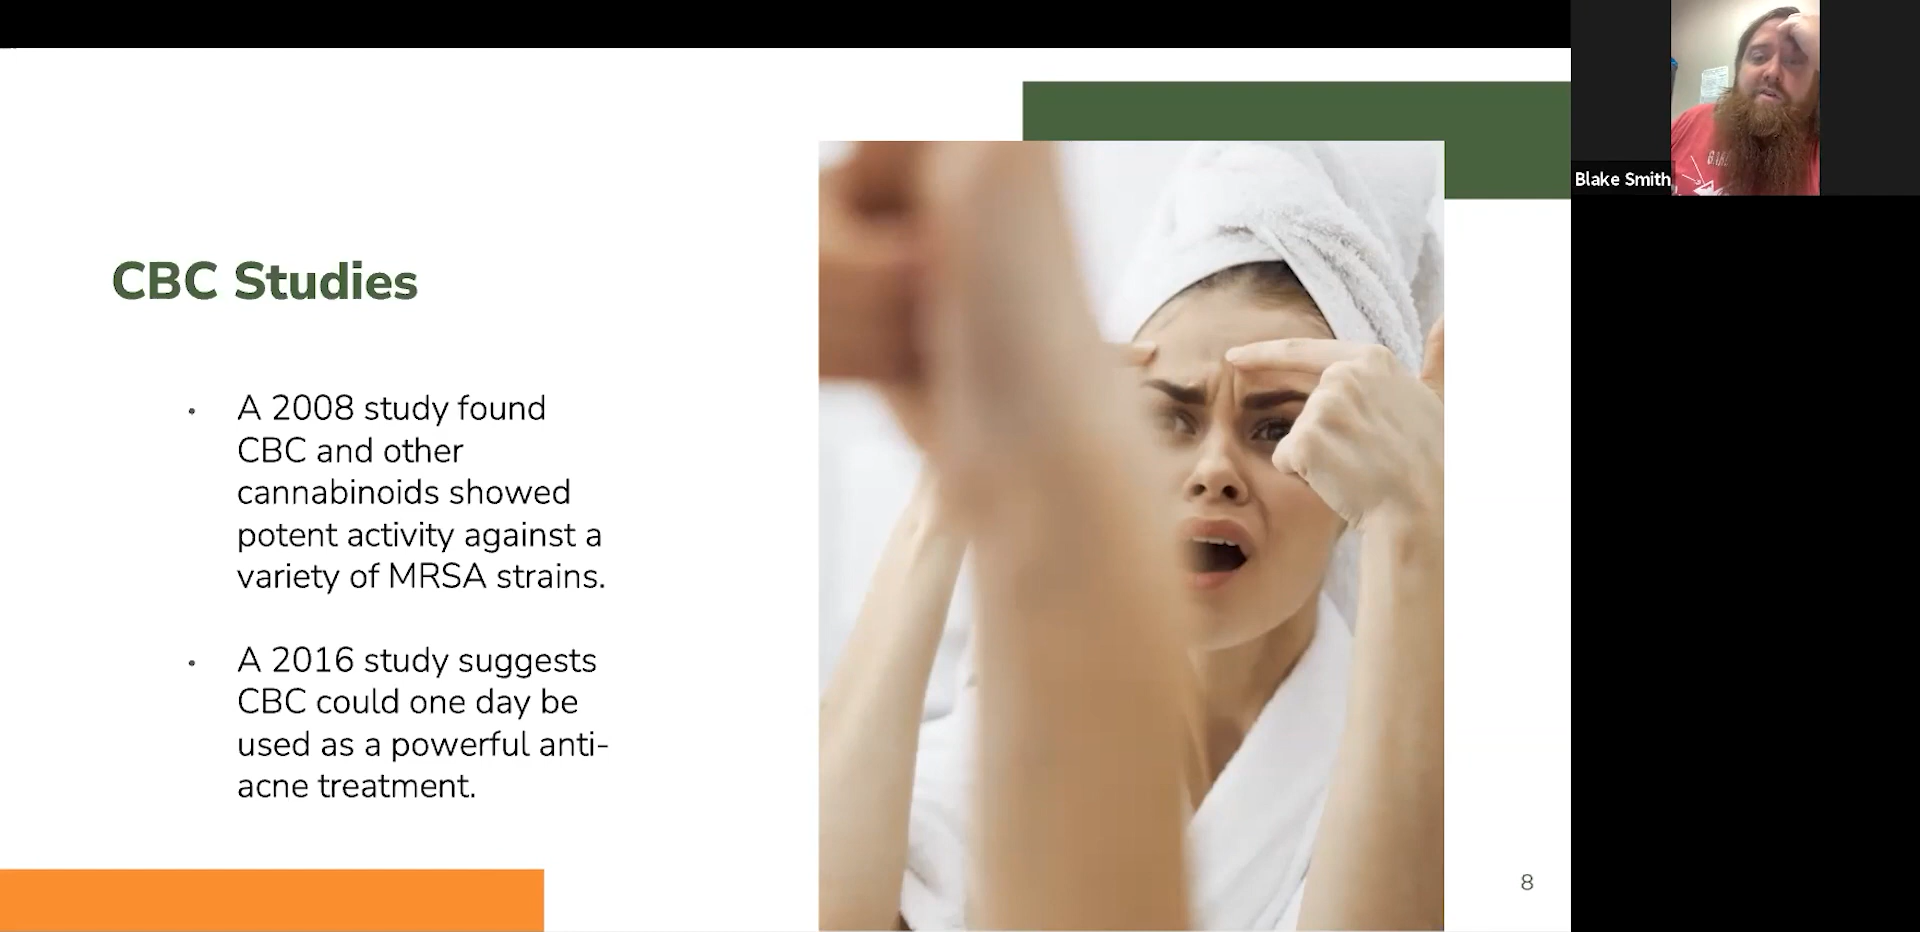 CBC Studies
• A 2008 study found
CBC and other
cannabinoids showed
potent activity against a
variety of MRSA strains.
• A 2016 study suggests
CBC could one day be
used as a powerful anti-
acne treatment.
8
Blake Smith